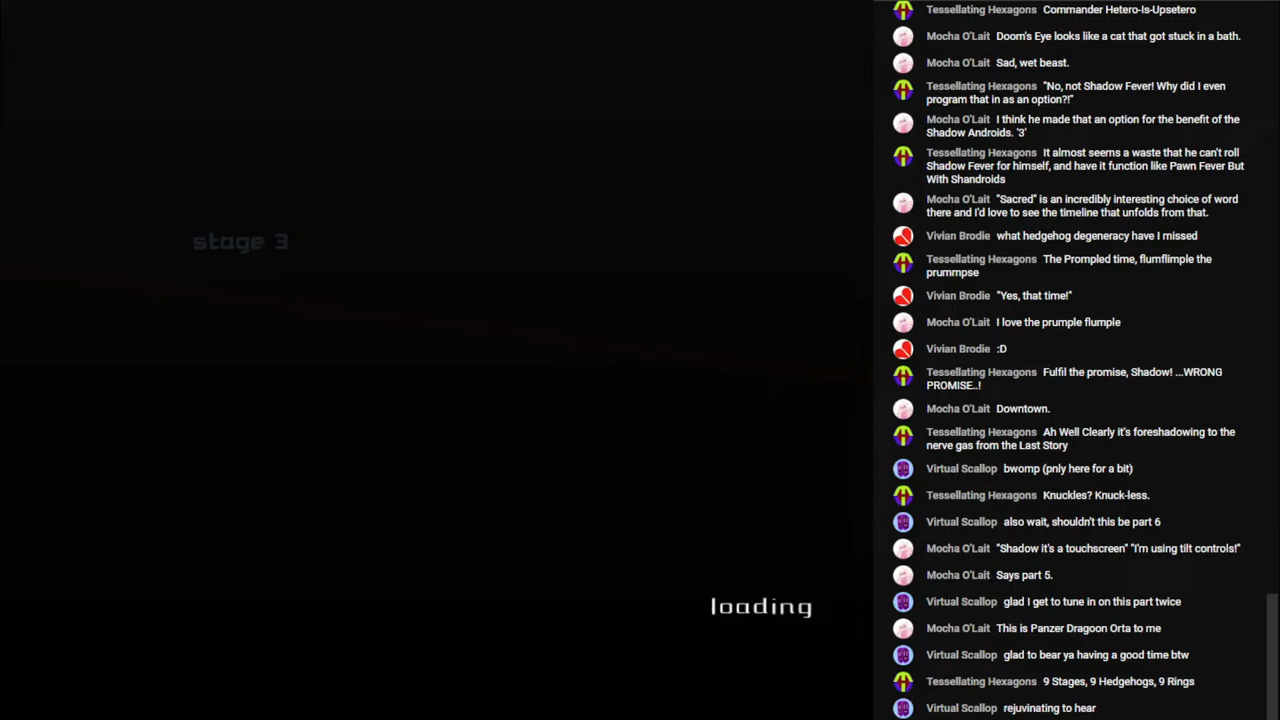 stage 3
loading
Tessellating Hexagons Commander Hetero-Is-Upsetero
Mocha O'Lait Doom's Eye looks like a cat that got stuck in a bath.
Mocha O'Lait Sad, wet beast.
Tessellating Hexagons "No, not Shadow Fever! Why did I even
program that in as an option?!"
Mocha O'Lait I think he made that an option for the benefit of the
Shadow Androids. '3'
Tessellating Hexagons It almost seems a waste that he can't roll
Shadow Fever for himself, and have it function like Pawn Fever But
With Shandroids
Mocha O'Lait "Sacred" is an incredibly interesting choice of word
there and I'd love to see the timeline that unfolds from that.
Vivian Brodie what hedgehog degeneracy have I missed
Tessellating Hexagons The Prompled time, flumflimple the
prummpse
Vivian Brodie "Yes, that time!"
Mocha O'Lait I love the prumple flumple
Vivian Brodie :D
Tessellating Hexagons Fulfil the promise, Shadow! ...WRONG
PROMISE..!
Mocha O'Lait Downtown.
Tessellating Hexagons Ah Well Clearly it's foreshadowing to the
nerve gas from the Last Story
Virtual Scallop bwomp (pnly here for a bit)
Tessellating Hexagons Knuckles? Knuck-less.
Virtual Scallop also wait, shouldn't this be part 6
Mocha O'Lait "Shadow it's a touchscreen" "I'm using tilt controls!"
Mocha O'Lait Says part 5.
Virtual Scallop glad I get to tune in on this part twice
Mocha O'Lait This is Panzer Dragoon Orta to me
Virtual Scallop glad to bear ya having a good time btw
Tessellating Hexagons 9 Stages, 9 Hedgehogs, 9 Rings
Virtual Scallop rejuvinating to hear